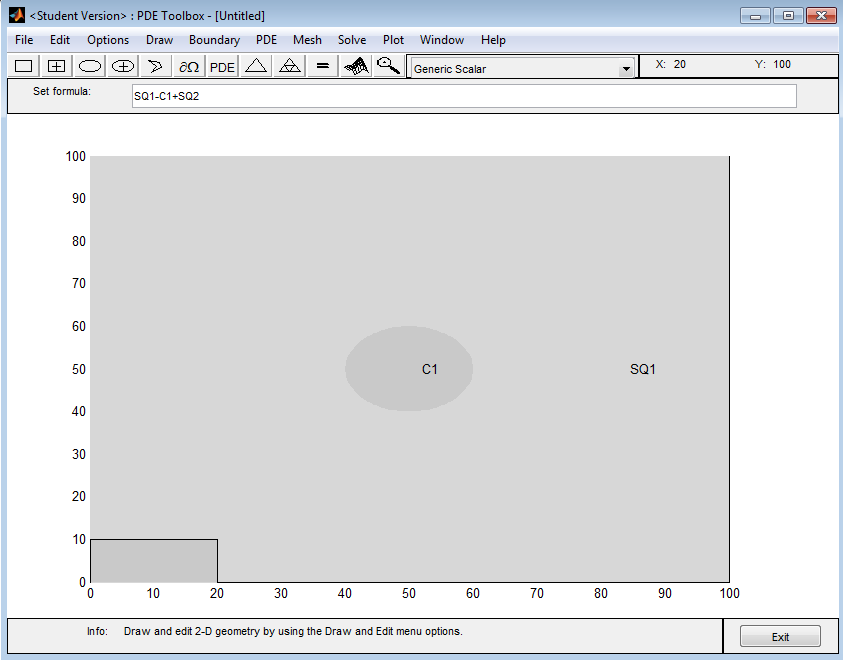 <Student Version> : PDE Toolbox - [Untitled]
File Edit Options Draw Boundary PDE Mesh Solve Plot Window Help
∂Ω PDE = Generic Scalar X: 20 Y: 100
Set formula: SQ1-C1+SQ2
100
90
80
70
60
50 C1 SQ1
40
30
20
10
0
0 10 20 30 40 50 60 70 80 90 100
Info: Draw and edit 2-D geometry by using the Draw and Edit menu options. Exit